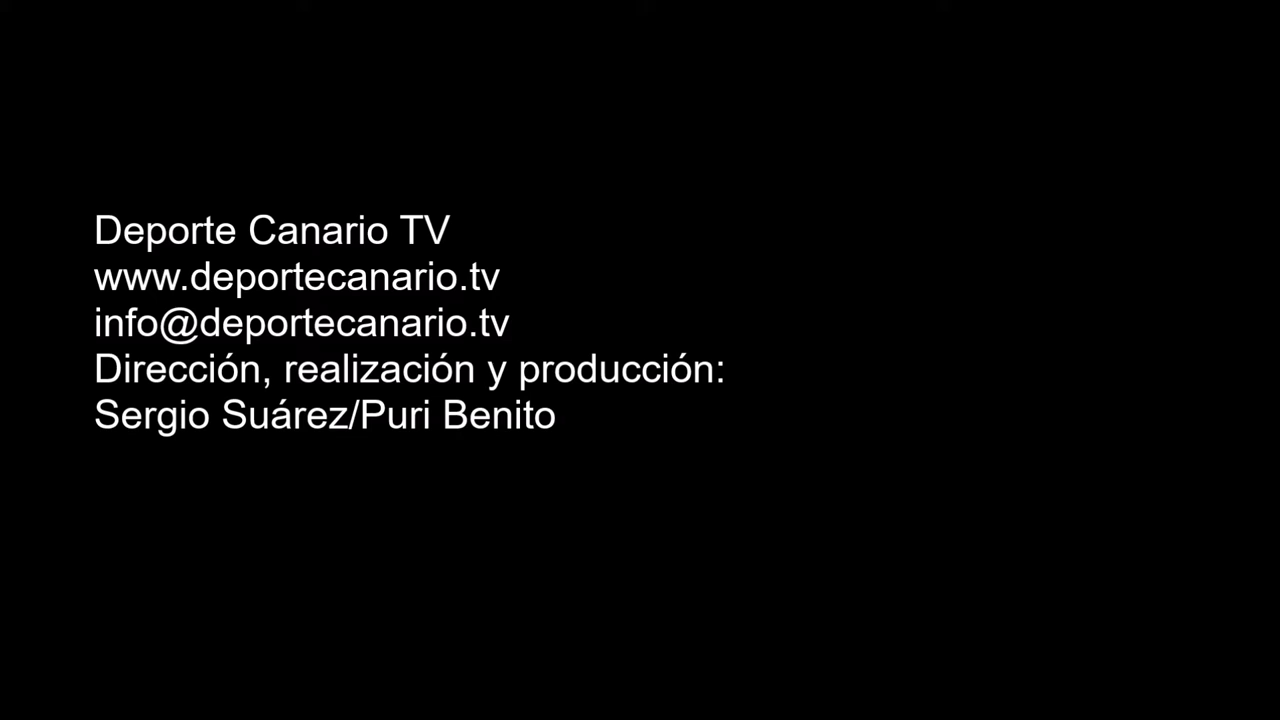 Deporte Canario TV
www.deportecanario.tv
info@deportecanario.tv
Dirección, realización y producción:
Sergio Suárez/Puri Benito